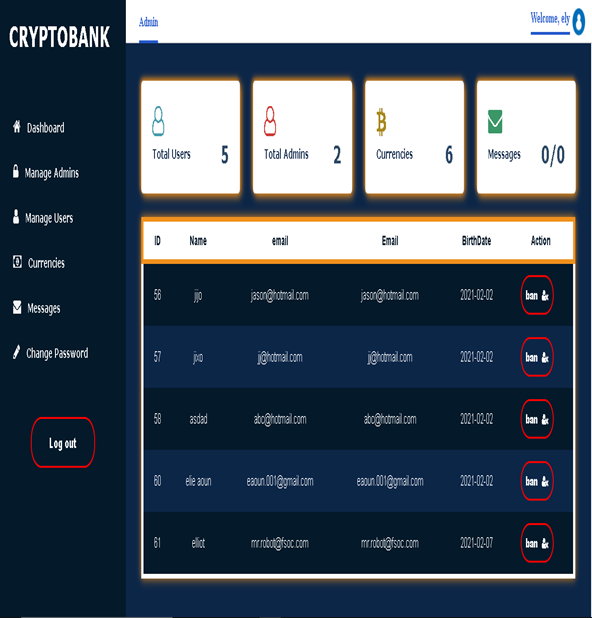 CRYPTOBANK
Admin
Welcome, ely
Dashboard
Manage Admins
Manage Users
Currencies
Messages
Change Password
Log out
Total Users 5
Total Admins 2
Currencies 6
Messages 0/0
ID Name email Email BirthDate Action
56 jijo jason@hotmail.com jason@hotmail.com 2021-02-02 ban
57 jixo jj@hotmail.com jj@hotmail.com 2021-02-02 ban
58 asdad abc@hotmail.com abc@hotmail.com 2021-02-02 ban
60 elie aoun eaoun.001@gmail.com eaoun.001@gmail.com 2021-02-02 ban
61 elliot mr.robot@fsoc.com mr.robot@fsoc.com 2021-02-07 ban